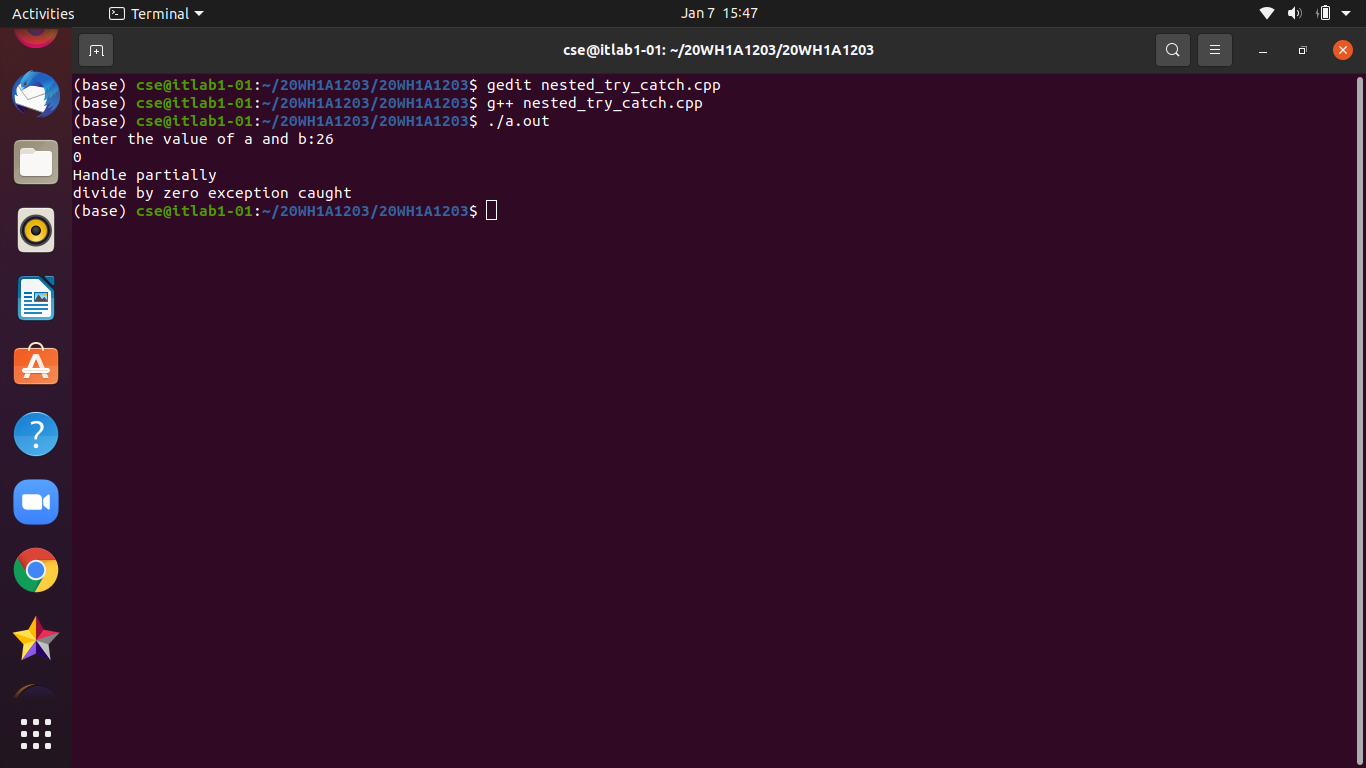 Activities Terminal Jan 7 15:47
cse@itlab1-01: ~/20WH1A1203/20WH1A1203
(base) cse@itlab1-01:~/20WH1A1203/20WH1A1203$ gedit nested_try_catch.cpp
(base) cse@itlab1-01:~/20WH1A1203/20WH1A1203$ g++ nested_try_catch.cpp
(base) cse@itlab1-01:~/20WH1A1203/20WH1A1203$ ./a.out
enter the value of a and b:26
0
Handle partially
divide by zero exception caught
(base) cse@itlab1-01:~/20WH1A1203/20WH1A1203$